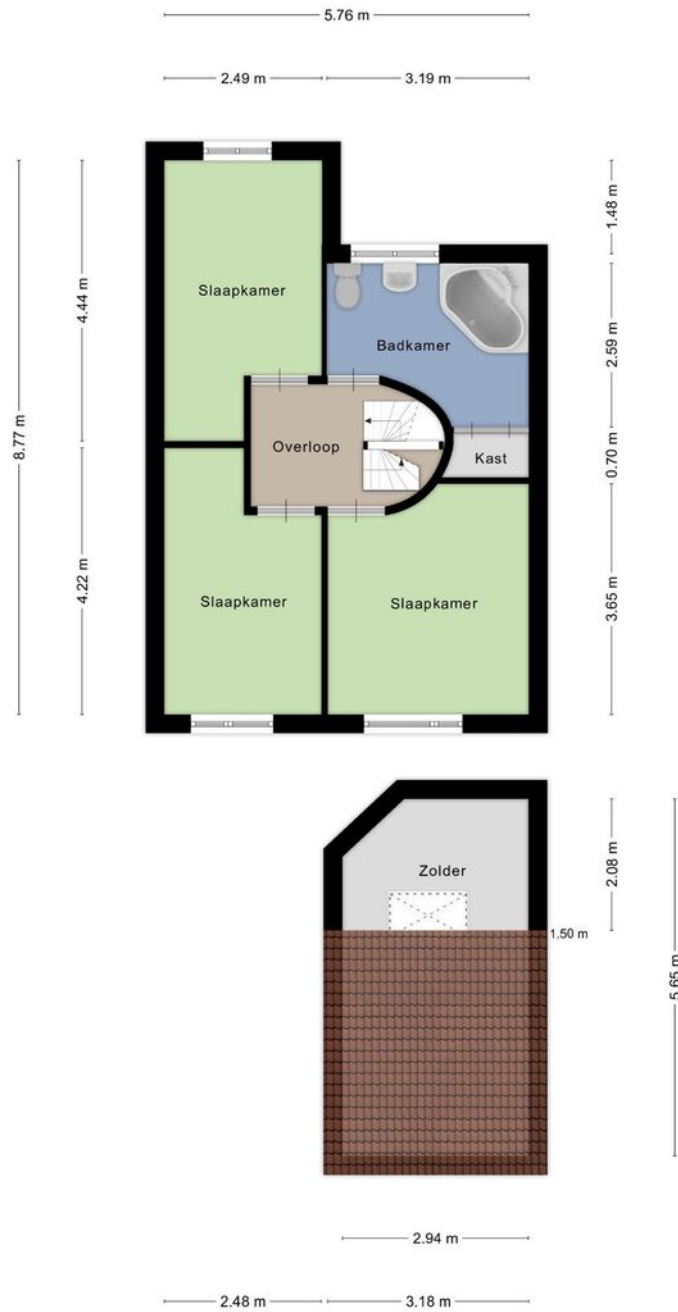 5.76 m
2.49 m
3.19 m
8.77 m
4.44 m
4.22 m
1.48 m
2.59 m
0.70 m
3.65 m
Slaapkamer
Badkamer
Overloop
Kast
Slaapkamer
Slaapkamer
Zolder
2.08 m
1.50 m
5.65 m
2.94 m
2.48 m
3.18 m